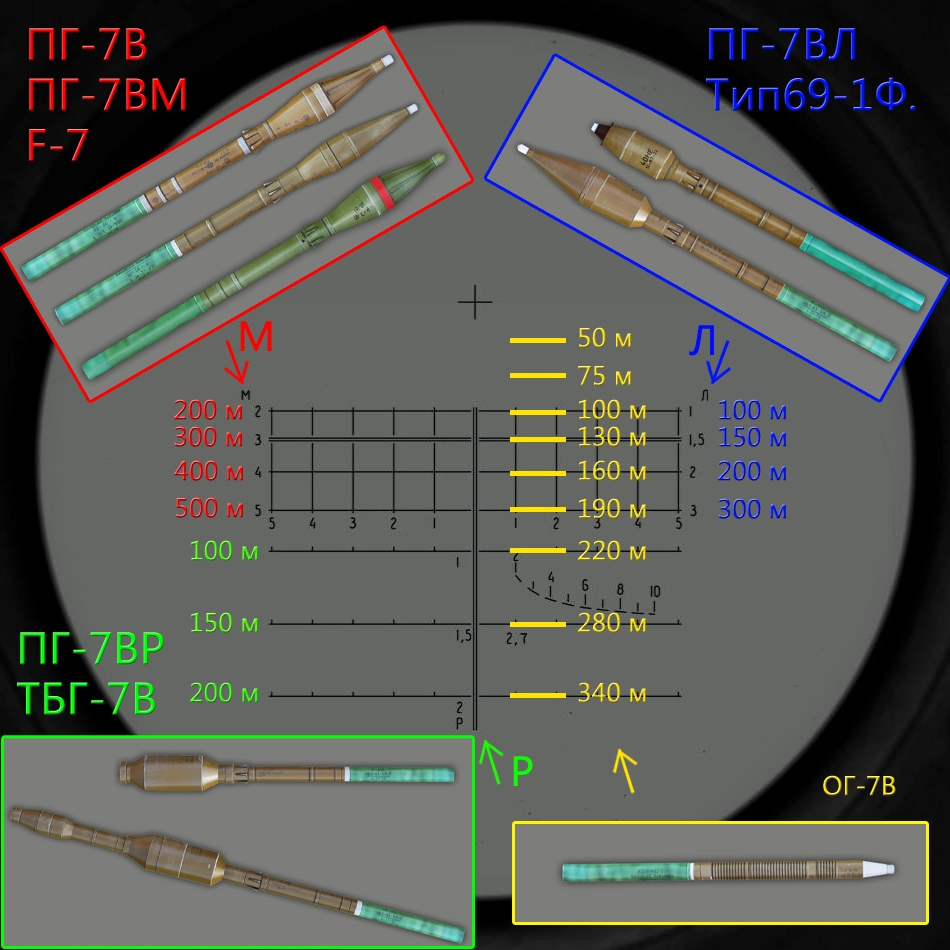 ПГ-7В
ПГ-7ВМ
F-7
ПГ-7ВЛ
Тип69-1Ф.
М
Л
50 м
75 м
м
Л
200 м 2
100 м
1 100 м
300 м 3
130 м
1,5 150 м
400 м 4
160 м
2 200 м
500 м 5
190 м
3 300 м
5 4 3 2 1
1 2 3 4 5
100 м
220 м
1
2
4 6 8 10
150 м
280 м
1,5
2,7
200 м
340 м
2
Р
ПГ-7ВР
ТБГ-7В
Р
ОГ-7В